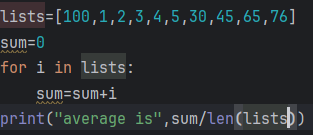 lists=[100,1,2,3,4,5,30,45,65,76]
sum=0
for i in lists:
    sum=sum+i
print("average is",sum/len(lists))